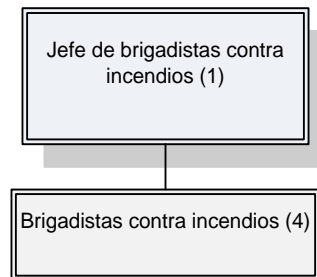 Jefe de brigadistas contra
incendios (1)
Brigadistas contra incendios (4)